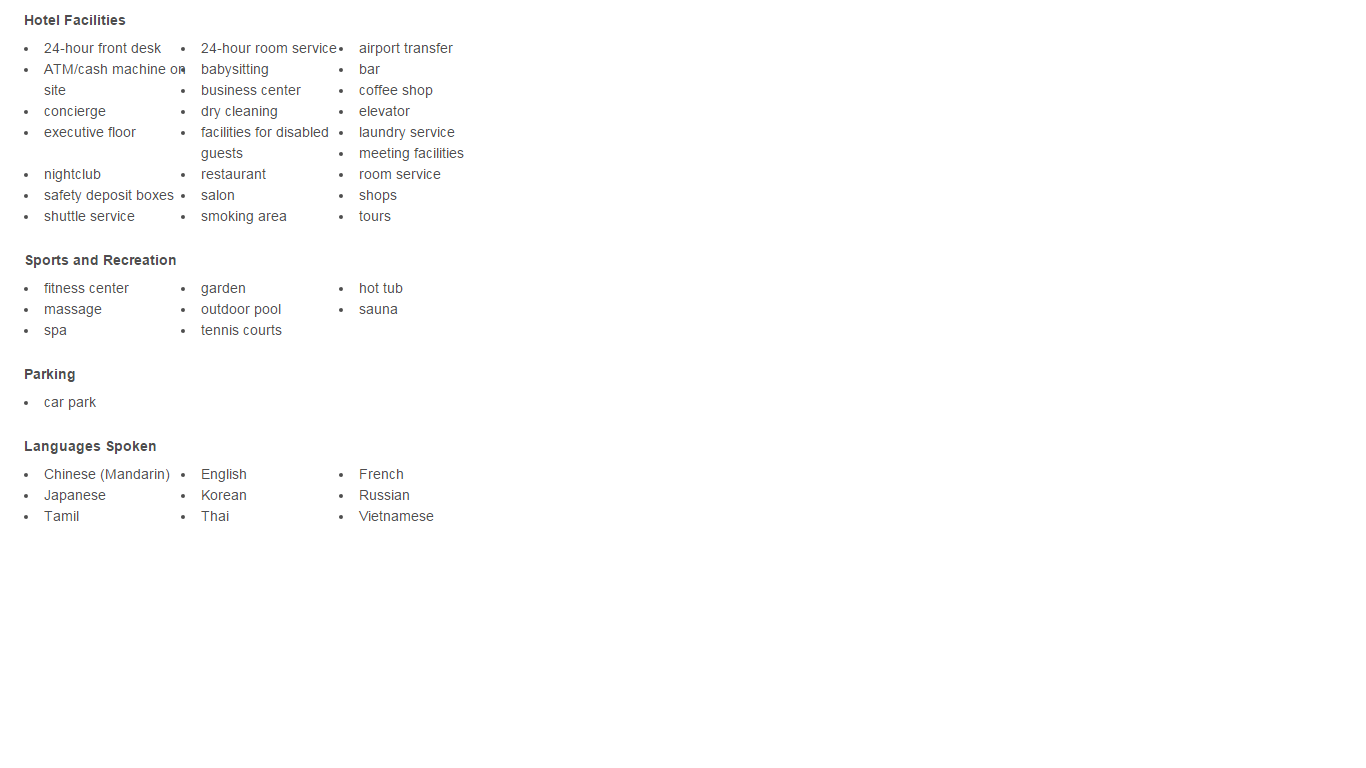 Hotel Facilities
24-hour front desk 24-hour room service airport transfer
ATM/cash machine on babysitting bar
site business center coffee shop
concierge dry cleaning elevator
executive floor facilities for disabled laundry service
guests meeting facilities
nightclub restaurant room service
safety deposit boxes salon shops
shuttle service smoking area tours
Sports and Recreation
fitness center garden hot tub
massage outdoor pool sauna
spa tennis courts
Parking
car park
Languages Spoken
Chinese (Mandarin) English French
Japanese Korean Russian
Tamil Thai Vietnamese